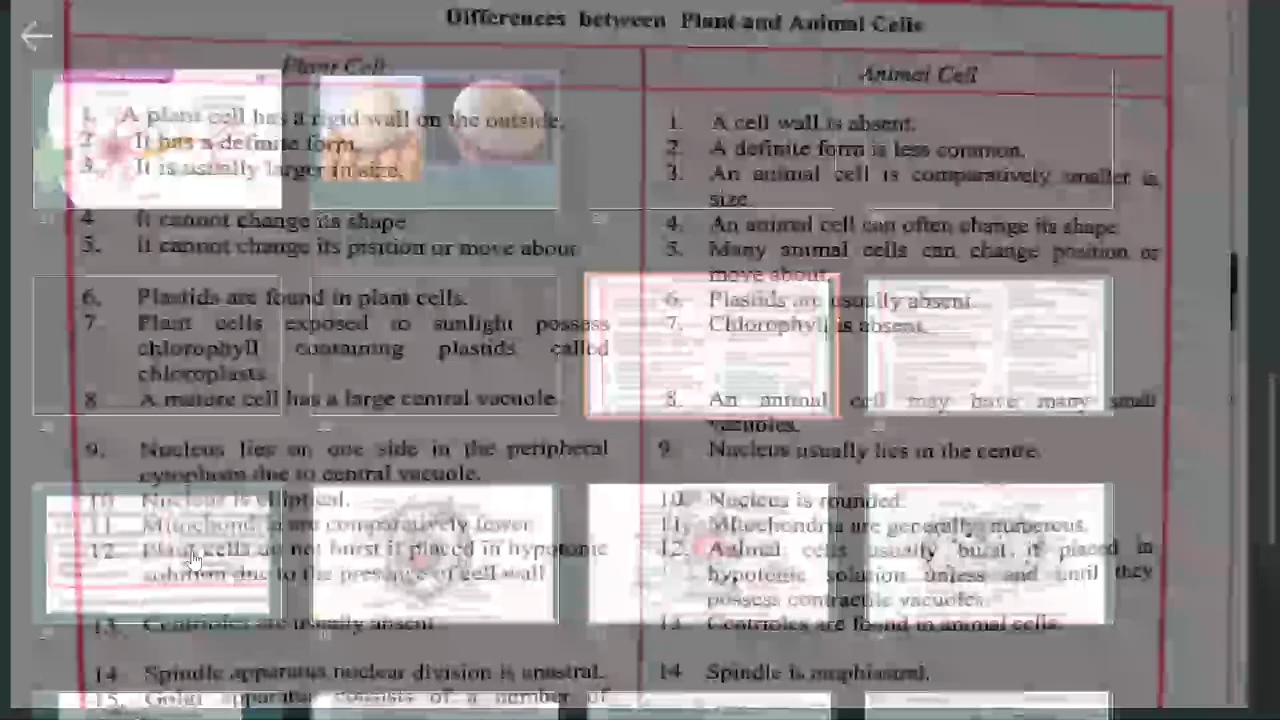 Differences between Plant and Animal Cells
Plant Cell
1. A plant cell has a rigid wall on the outside.
2. It has a definite form.
3. It is usually larger in size.
4 It cannot change its shape
5. It cannot change its position or move about
6. Plastids are found in plant cells.
7. Plant cells exposed to sunlight possess
chlorophyll containing plastids called
chloroplasts
8 A mature cell has a large central vacuole
9. Nucleus lies on one side in the peripheral
cytoplasm due to central vacuole.
10. Nucleus is elliptical.
11. Mitochondria are comparatively fewer
12. Plant cells do not burst if placed in hypotonic
solution due to the presence of cell wall
13. Centrioles are usually absent
14. Spindle apparatus nuclear division is anastral.
15. Golgi apparatus consists of a number of
Animal Cell
1. A cell wall is absent.
2. A definite form is less common.
3. An animal cell is comparatively smaller in
size.
4. An animal cell can often change its shape
5. Many animal cells can change position or
move about.
6. Plastids are usually absent.
7. Chlorophyll is absent.
8. An animal cell may have many small
vacuoles.
9. Nucleus usually lies in the centre.
10. Nucleus is rounded.
11. Mitochondria are generally numerous.
12. Animal cells usually burst if placed in
hypotonic solution unless and until they
possess contractile vacuoles.
13. Centrioles are found in animal cells.
14 Spindle is amphiastral.